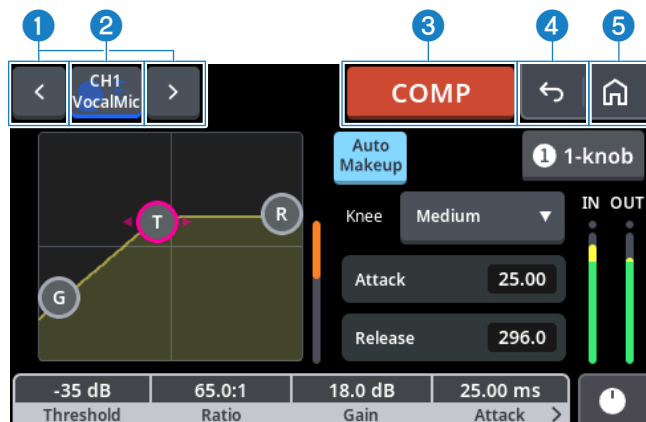 1 2 3 4 5
CH1
VocalMic
COMP
Auto
Makeup
1 1-knob
Knee Medium
IN OUT
T
R
G
Attack 25.00
Release 296.0
-35 dB 65.0:1 18.0 dB 25.00 ms
Threshold Ratio Gain Attack